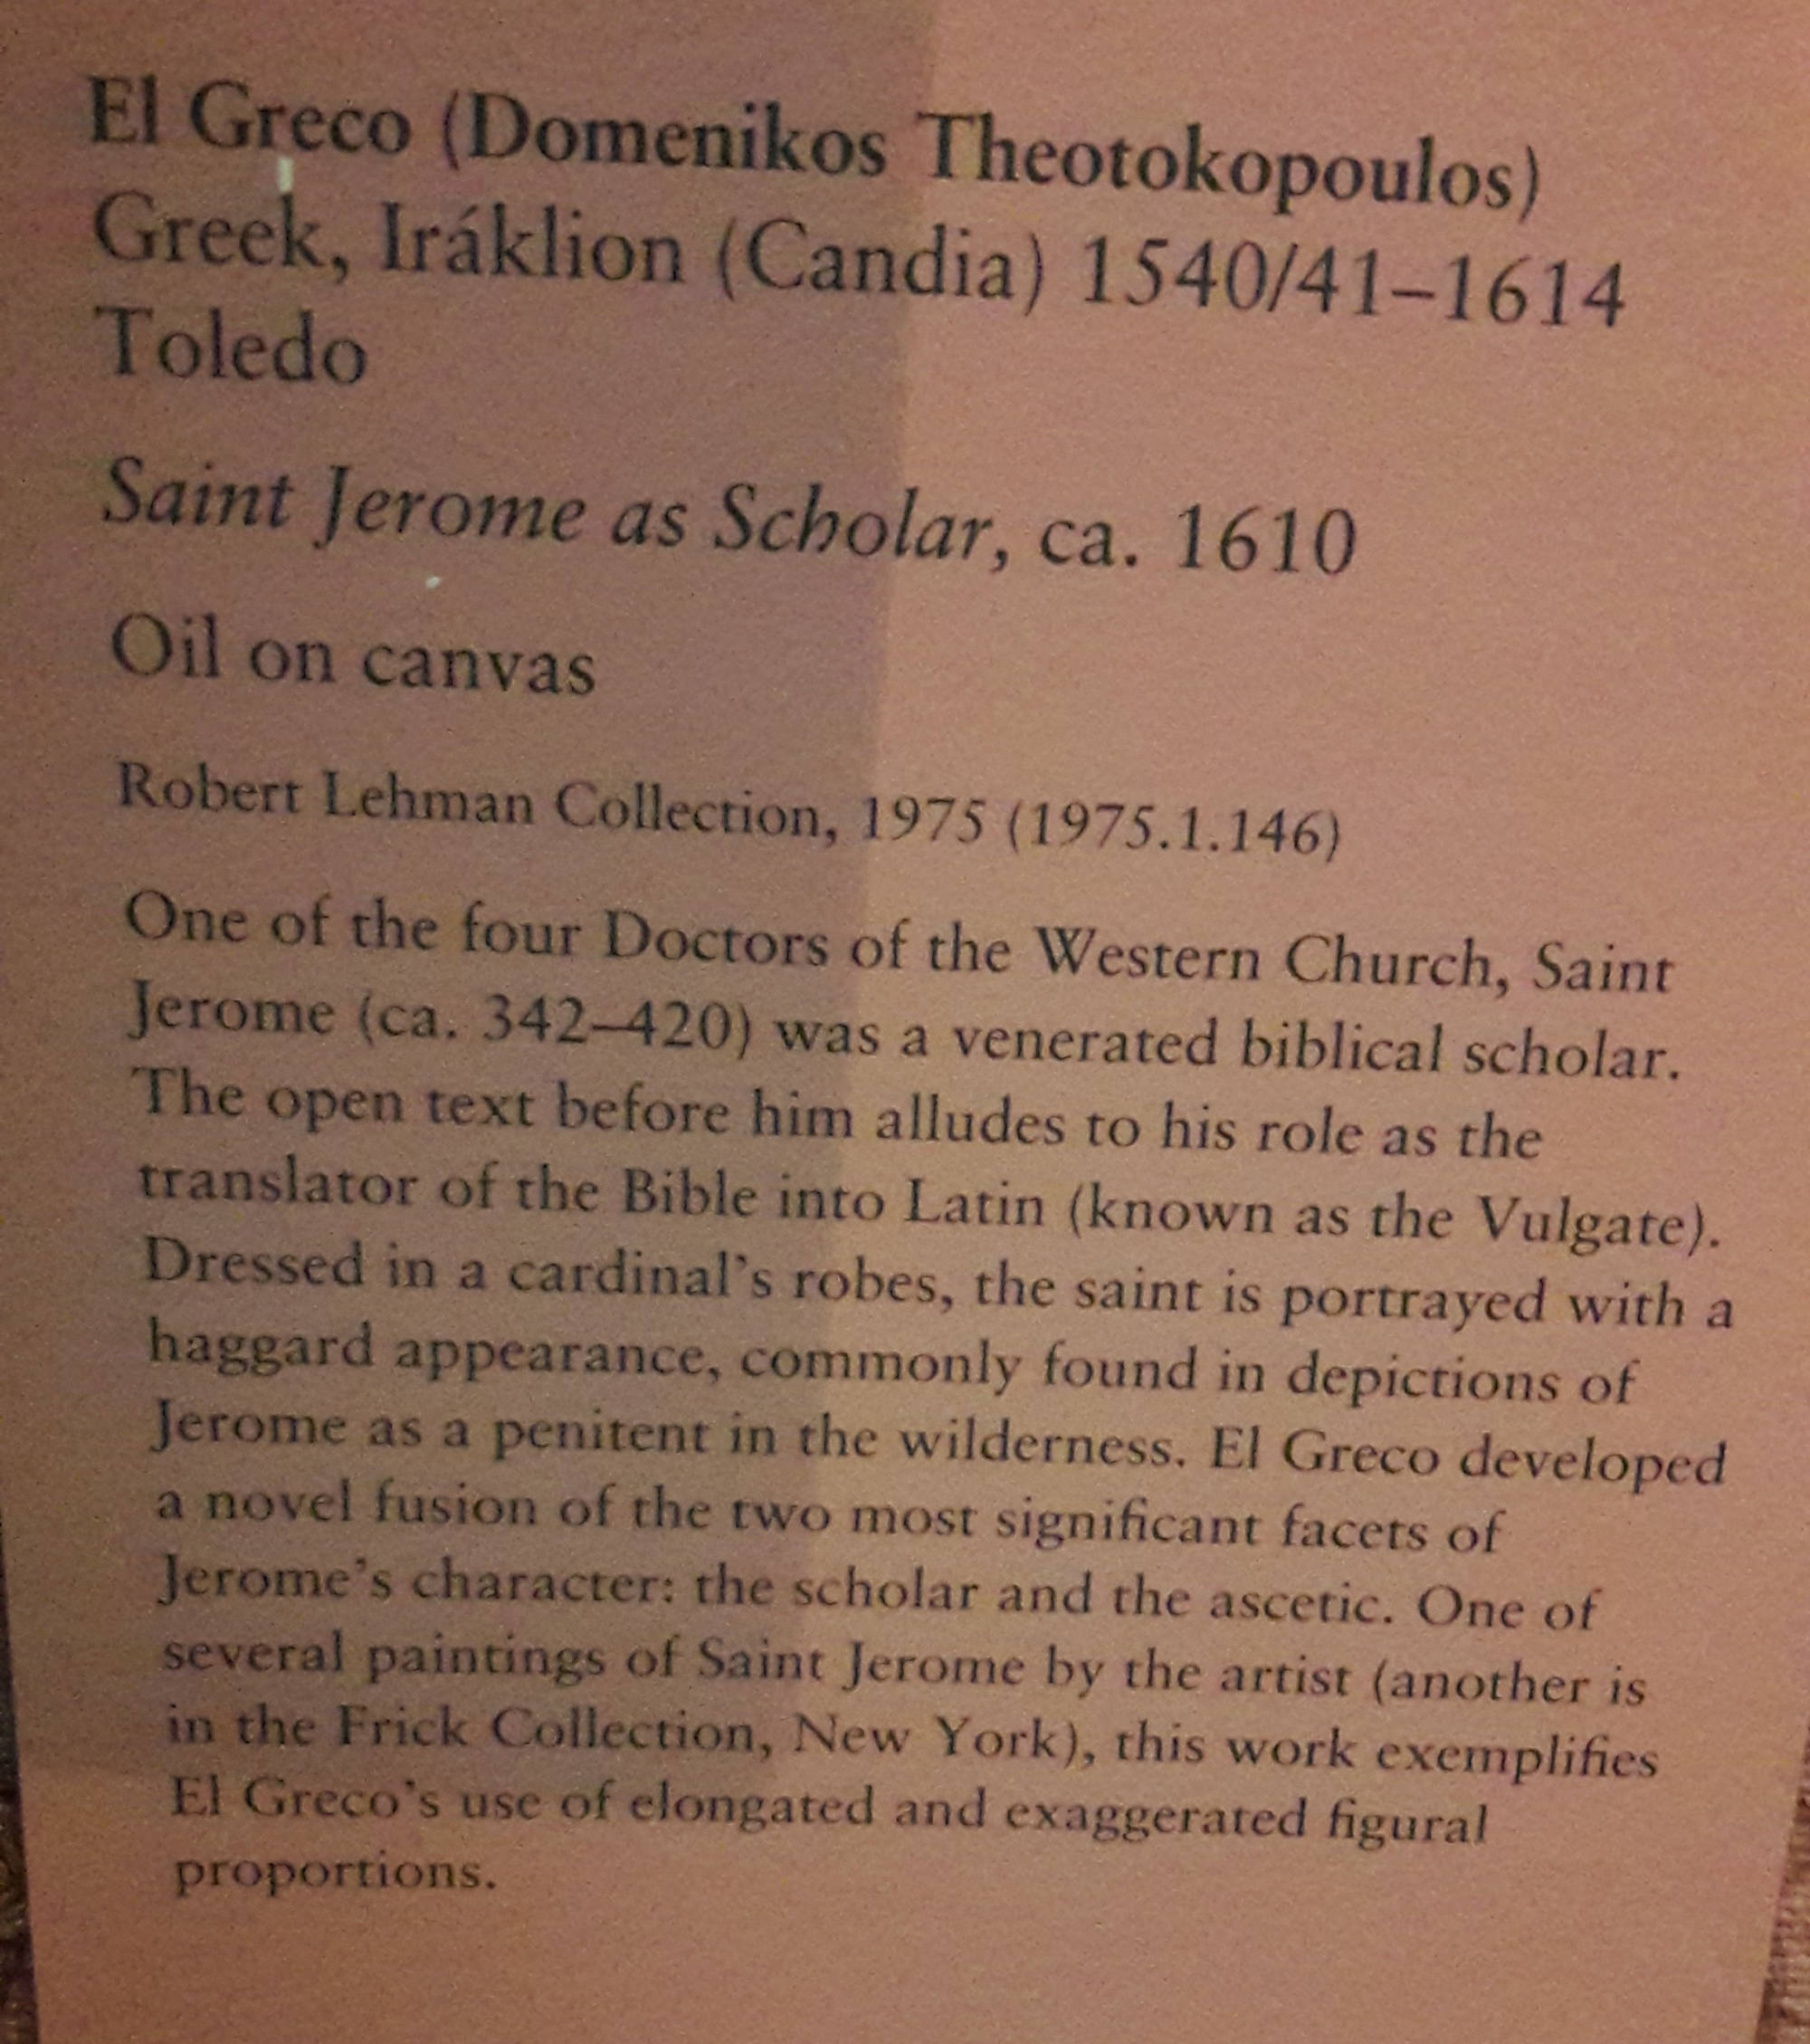 El Greco (Domenikos Theotokopoulos)
Greek, Iráklion (Candia) 1540/41–1614
Toledo
Saint Jerome as Scholar, ca. 1610
Oil on canvas
Robert Lehman Collection, 1975 (1975.1.146)
One of the four Doctors of the Western Church, Saint
Jerome (ca. 342–420) was a venerated biblical scholar.
The open text before him alludes to his role as the
translator of the Bible into Latin (known as the Vulgate).
Dressed in a cardinal's robes, the saint is portrayed with a
haggard appearance, commonly found in depictions of
Jerome as a penitent in the wilderness. El Greco developed
a novel fusion of the two most significant facets of
Jerome's character: the scholar and the ascetic. One of
several paintings of Saint Jerome by the artist (another is
in the Frick Collection, New York), this work exemplifies
El Greco's use of elongated and exaggerated figural
proportions.